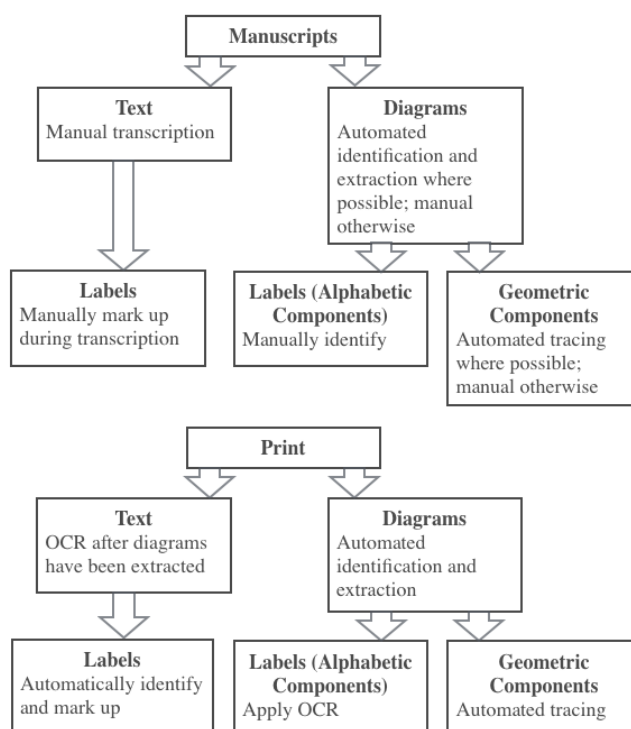 Manuscripts
Text
Manual transcription
Diagrams
Automated
identification and
extraction where
possible; manual
otherwise
Labels
Manually mark up
during transcription
Labels (Alphabetic
Components)
Manually identify
Geometric
Components
Automated tracing
where possible;
manual otherwise
Print
Text
OCR after diagrams
have been extracted
Diagrams
Automated
identification and
extraction
Labels
Automatically identify
and mark up
Labels (Alphabetic
Components)
Apply OCR
Geometric
Components
Automated tracing